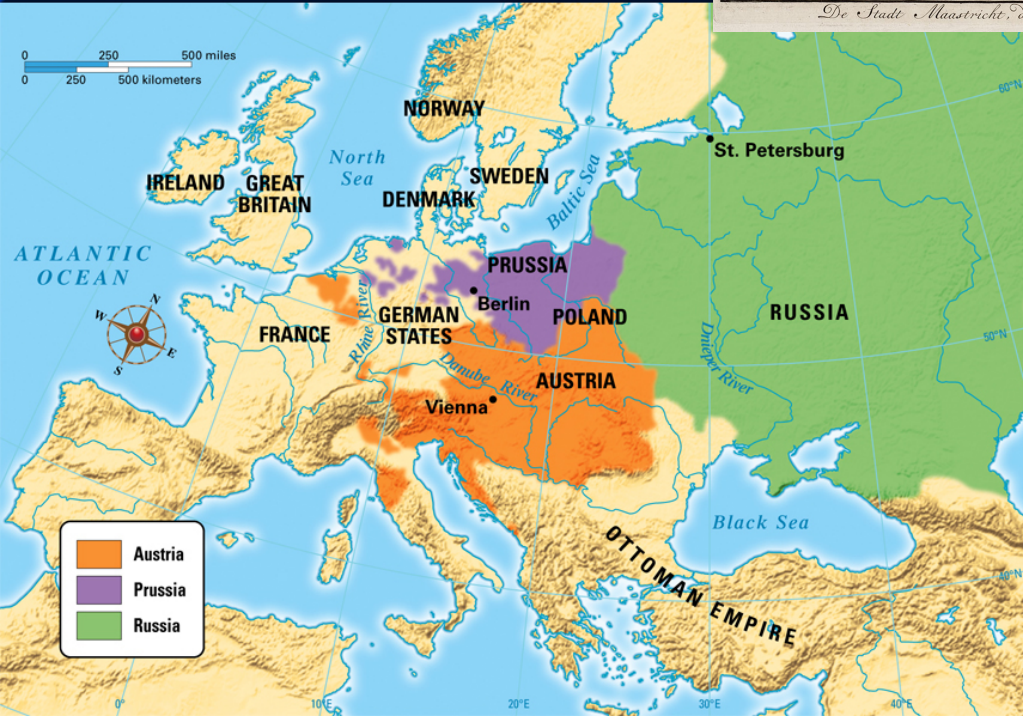 De Stadt Maastricht,
0 250 500 miles
0 250 500 kilometers
NORWAY
60°N
St. Petersburg
North
Sea
SWEDEN
IRELAND
GREAT
BRITAIN
DENMARK
Baltic Sea
ATLANTIC
OCEAN
PRUSSIA
N
W
E
S
Berlin
Rhine River
GERMAN
STATES
POLAND
RUSSIA
FRANCE
50°N
Dnieper River
Danube River
AUSTRIA
Vienna
Black Sea
OTTOMAN EMPIRE
40°N
Austria
Prussia
Russia
0°
10°E
20°E
30°E
40°E